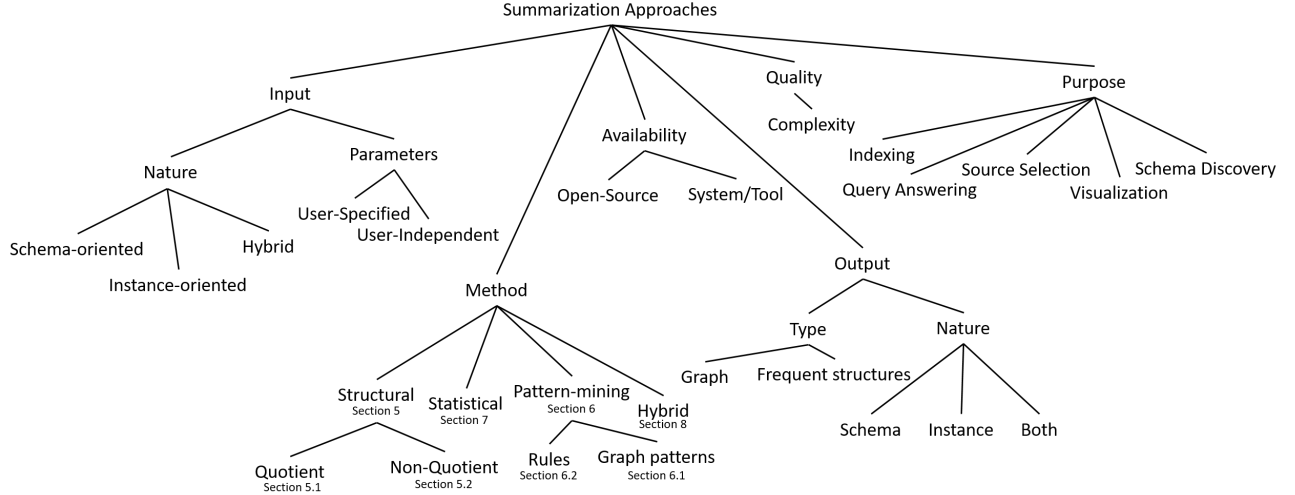 Summarization Approaches
Input
Nature
Schema-oriented
Instance-oriented
Hybrid
Parameters
User-Specified
User-Independent
Method
Structural
Section 5
Quotient
Section 5.1
Non-Quotient
Section 5.2
Statistical
Section 7
Pattern-mining
Section 6
Rules
Section 6.2
Graph patterns
Section 6.1
Hybrid
Section 8
Availability
Open-Source
System/Tool
Output
Type
Graph
Frequent structures
Nature
Schema
Instance
Both
Quality
Complexity
Purpose
Indexing
Query Answering
Source Selection
Visualization
Schema Discovery